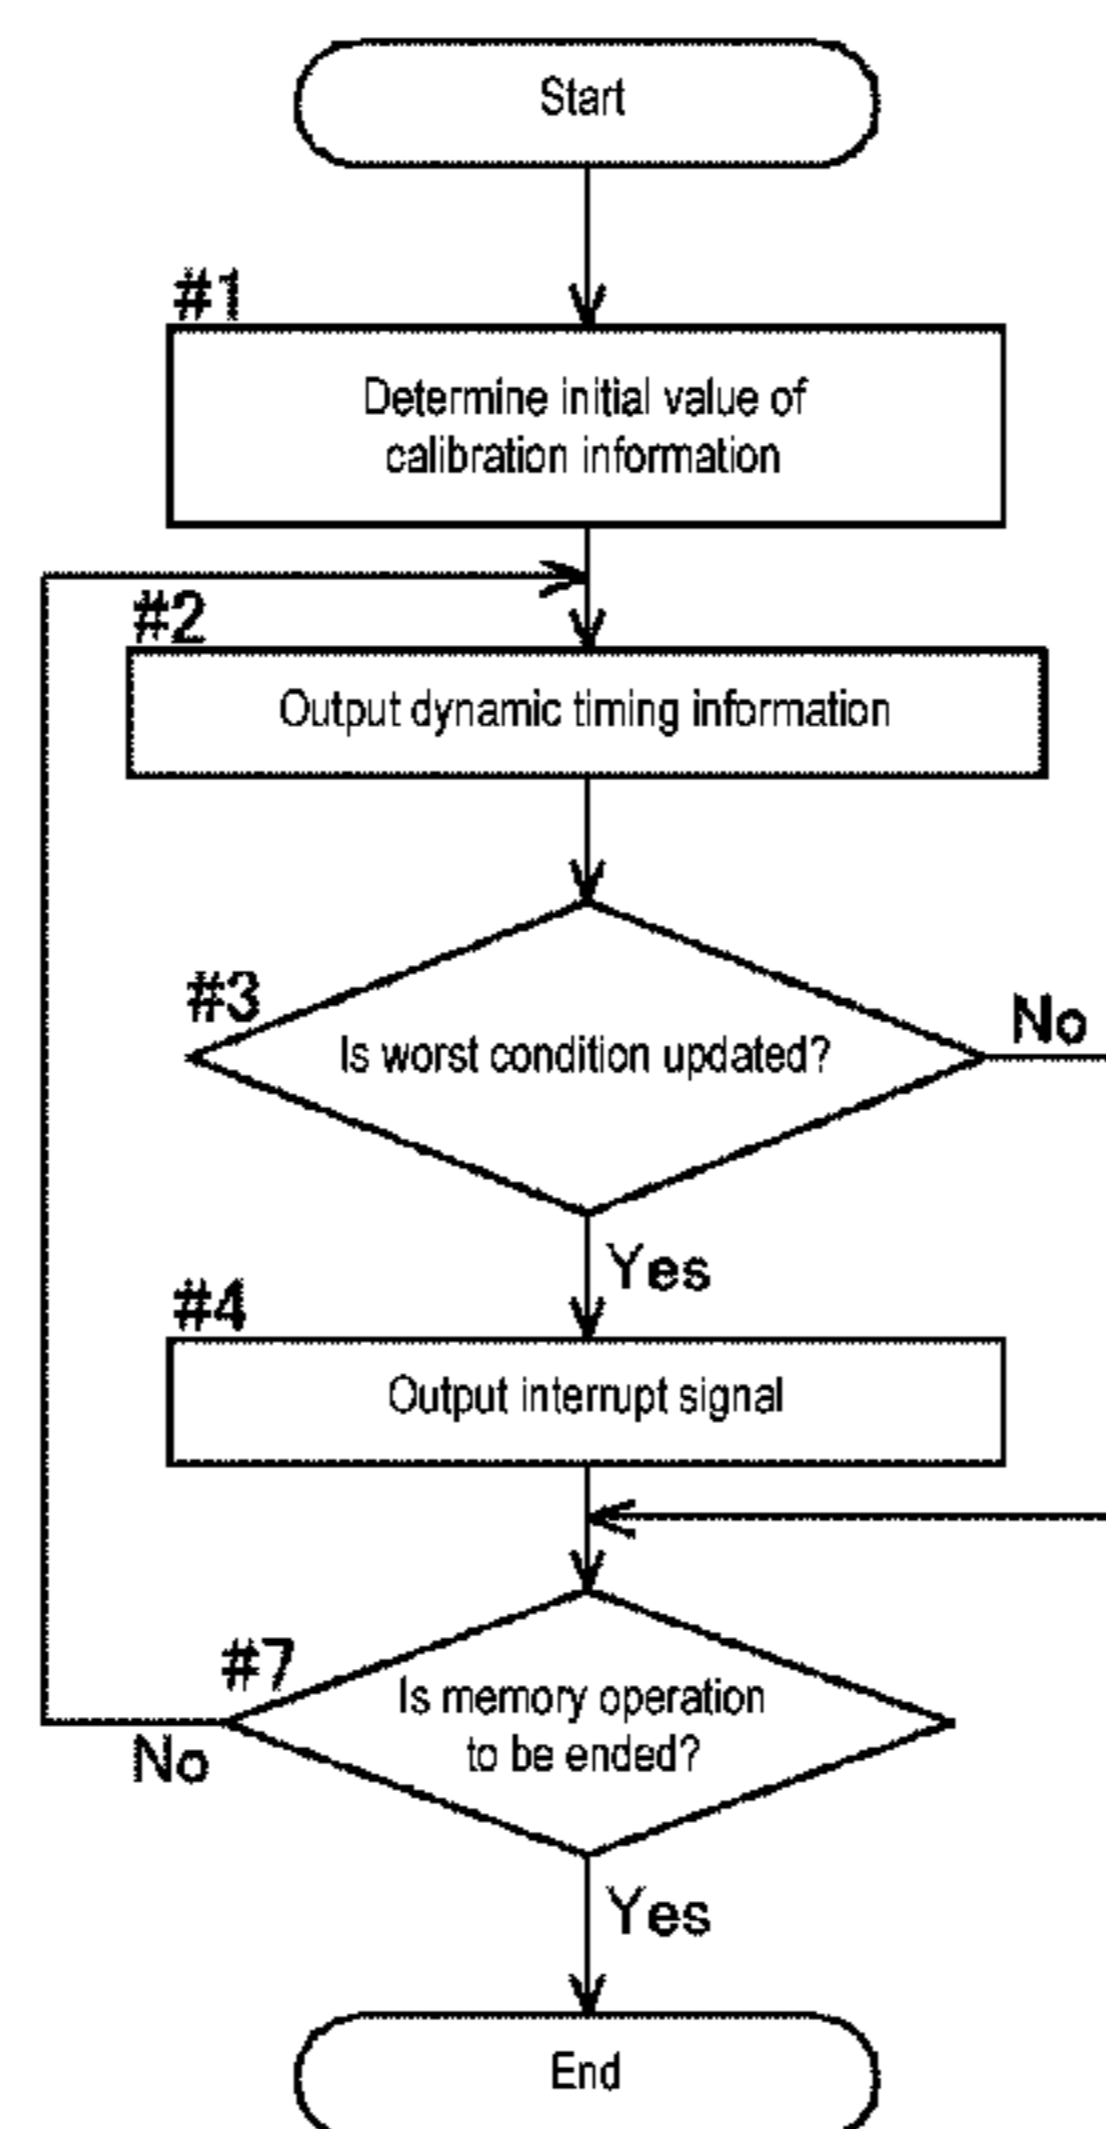 Start
#1
Determine initial value of
calibration information
#2
Output dynamic timing information
#3
Is worst condition updated?
No
Yes
#4
Output interrupt signal
#7
Is memory operation
to be ended?
No
Yes
End